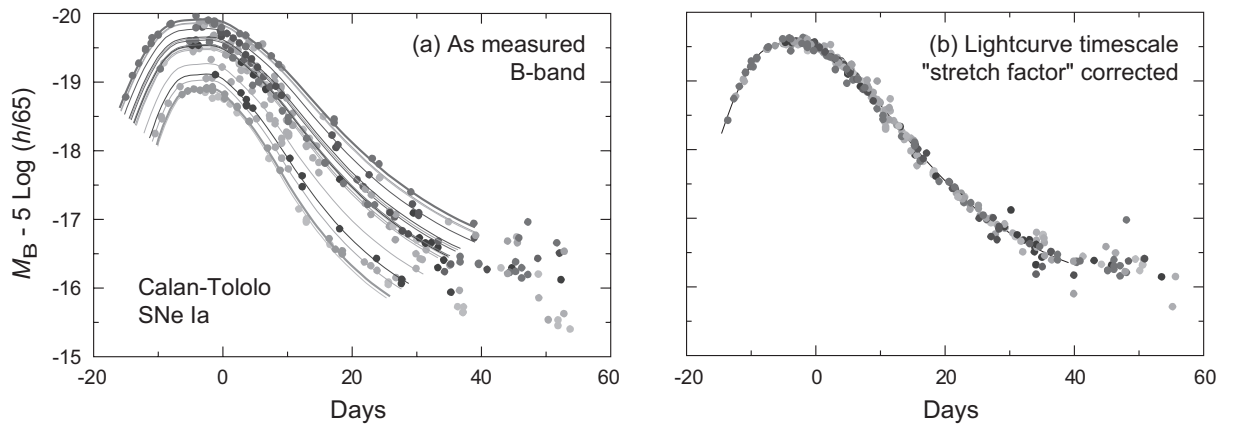 (a) As measured
B-band
Calan-Tololo
SNe Ia
M_B - 5 Log (h/65)
-20
-19
-18
-17
-16
-15
-20 0 20 40 60
Days
(b) Lightcurve timescale
"stretch factor" corrected
-20 0 20 40 60
Days